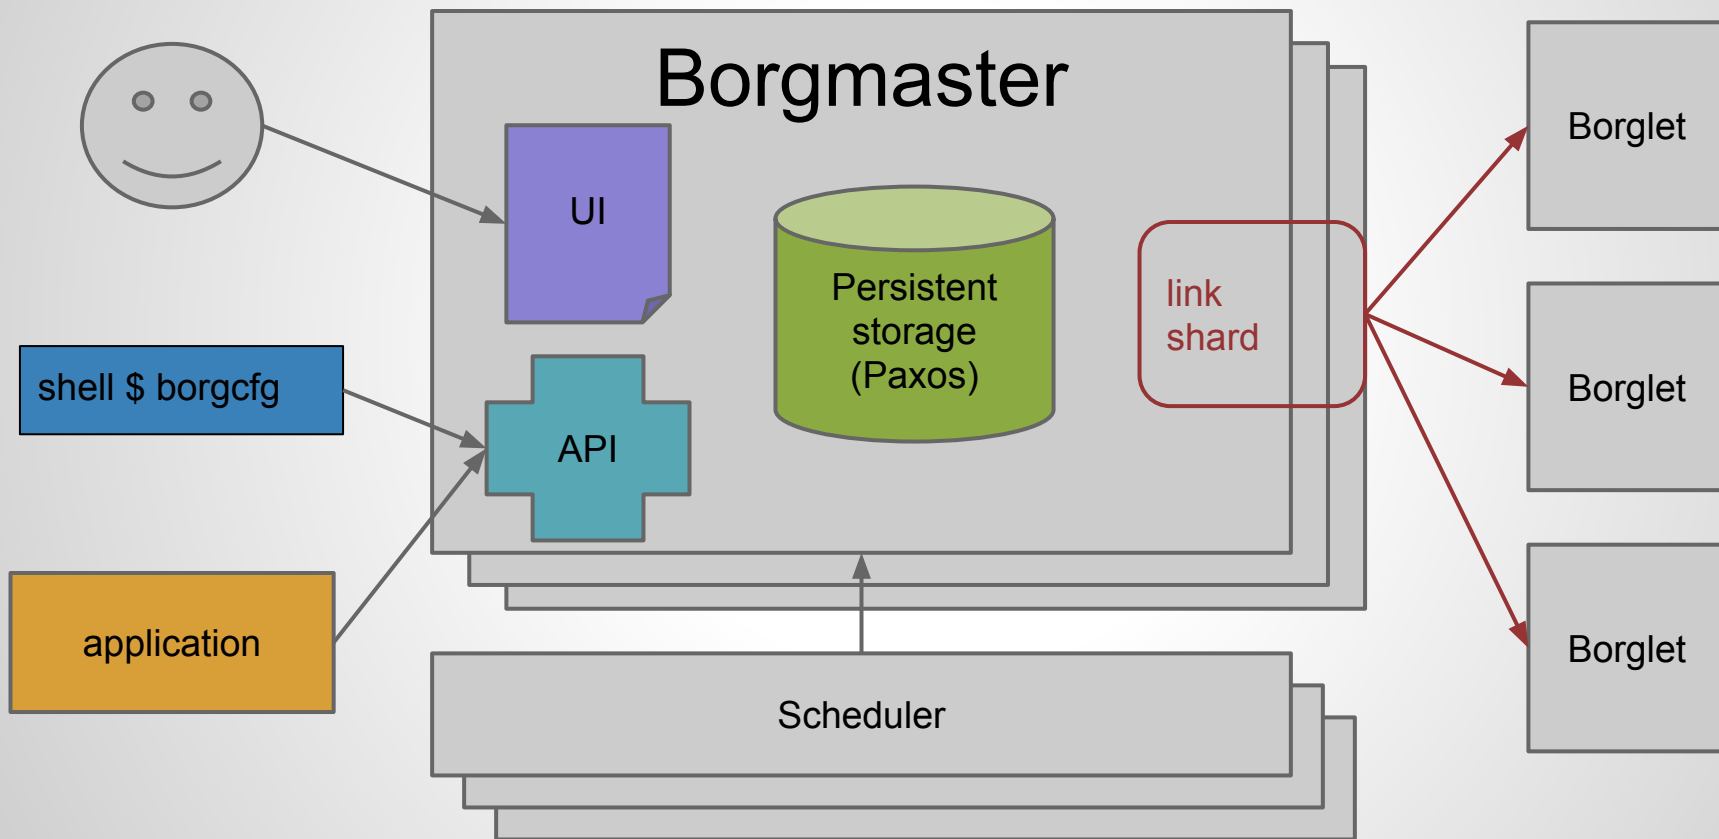 Borgmaster
UI
Persistent
storage
(Paxos)
link
shard
Borglet
shell $ borgcfg
API
Borglet
application
Borglet
Scheduler